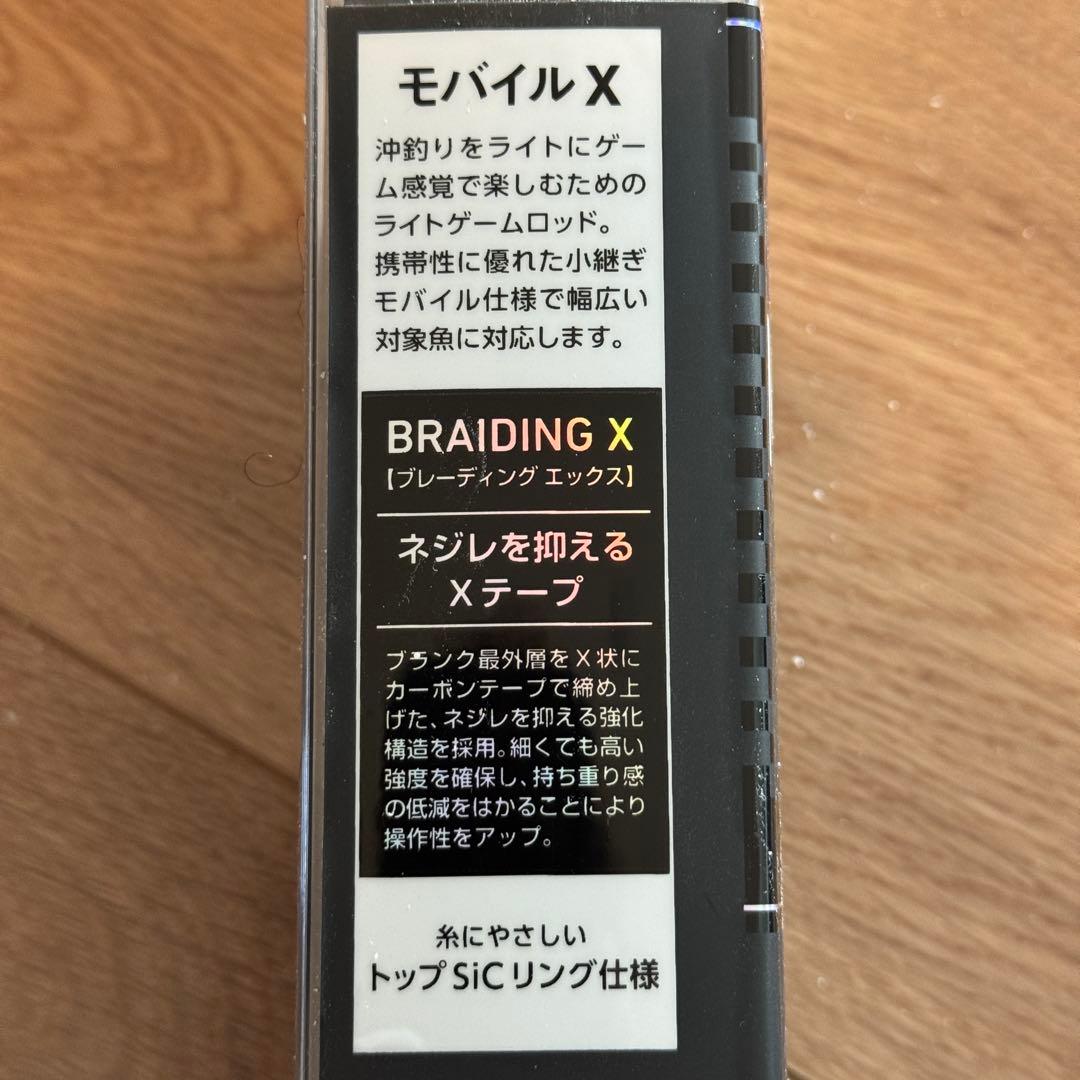 モバイルX
沖釣りをライトにゲー
ム感覚で楽しむための
ライトゲームロッド。
携帯性に優れた小継ぎ
モバイル仕様で幅広い
対象魚に対応します。
BRAIDING X
【ブレーディング エックス】
ネジレを抑える
Xテープ
ブランク最外層をX状に
カーボンテープで締め上
げた、ネジレを抑える強化
構造を採用。細くても高い
強度を確保し、持ち重り感
の低減をはかることにより
操作性をアップ。
糸にやさしい
トップSiCリング仕様